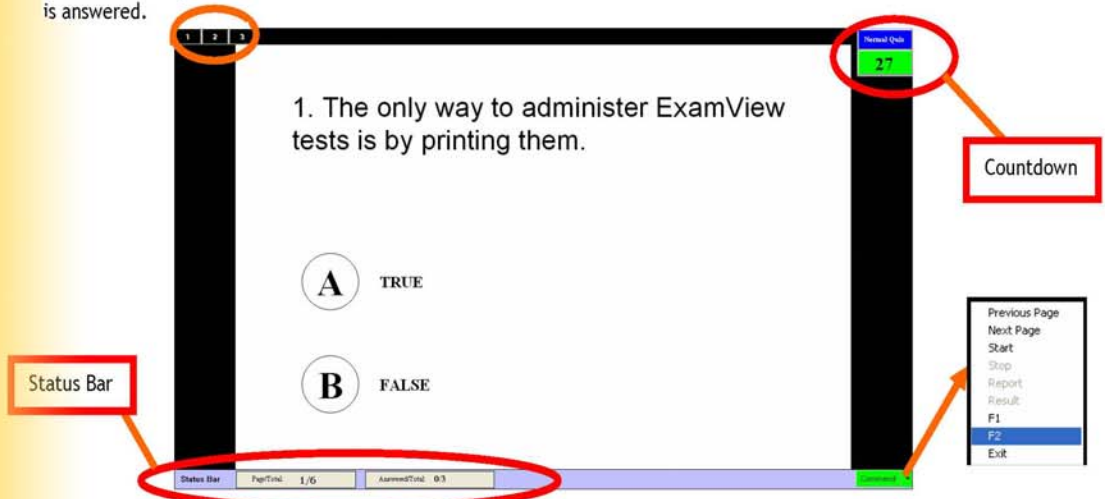 is answered.
1 2 3
Normal Quiz
27
1. The only way to administer ExamView
tests is by printing them.
Countdown
A TRUE
B FALSE
Previous Page
Next Page
Start
Stop
Report
Result
F1
F2
Exit
Status Bar
Status Bar Page/Total 1/6 Answered/Total 0/3
Command